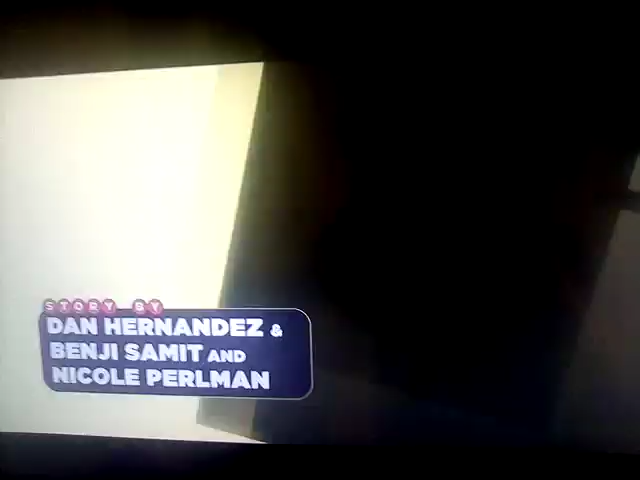 STORY BY
DAN HERNANDEZ &
BENJI SAMIT AND
NICOLE PERLMAN